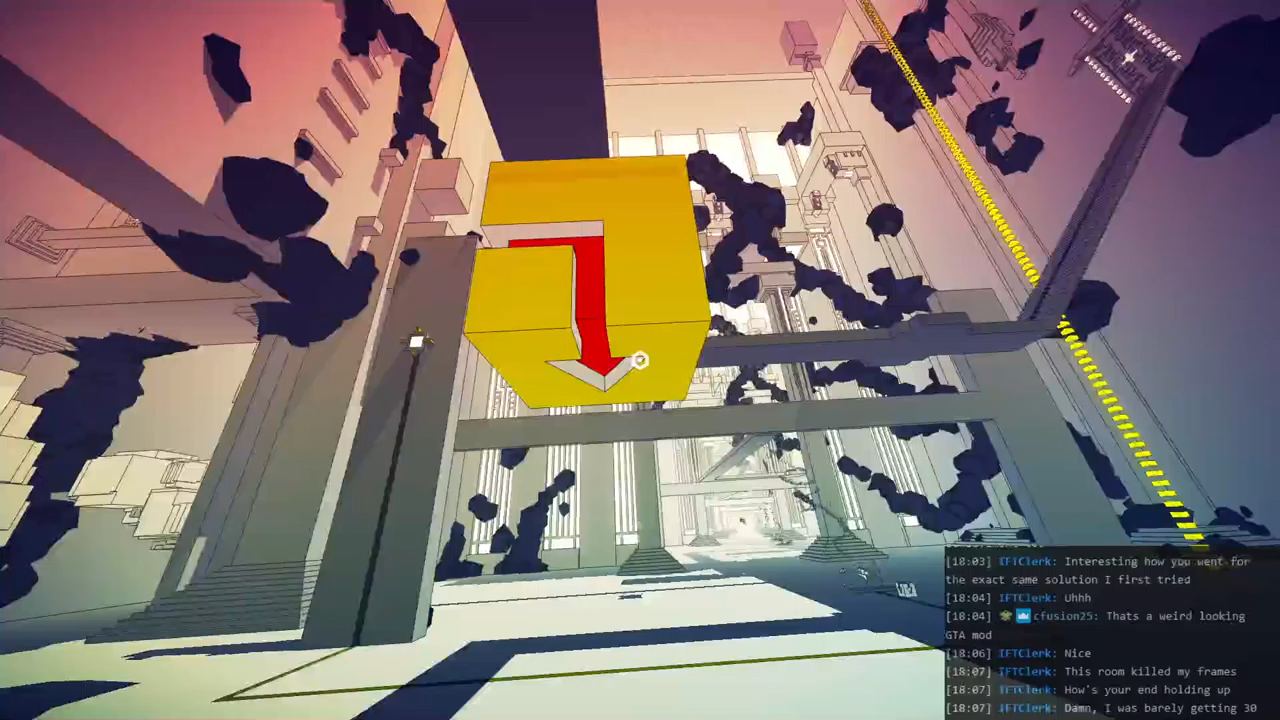 [18:03] IFTClerk: Interesting how you went for
the exact same solution I first tried
[18:04] IFTClerk: Uhhh
[18:04] cfusion25: Thats a weird looking
GTA mod
[18:06] IFTClerk: Nice
[18:07] IFTClerk: This room killed my frames
[18:07] IFTClerk: How's your end holding up
[18:07] IFTClerk: Damn, I was barely getting 30